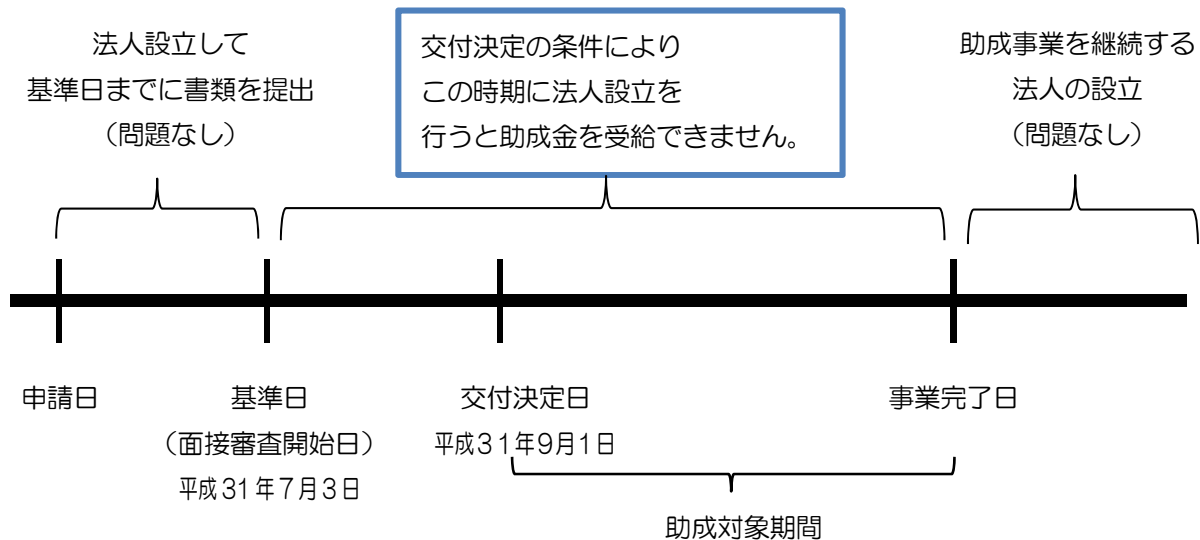 法人設立して
基準日までに書類を提出
（問題なし）
交付決定の条件により
この時期に法人設立を
行うと助成金を受給できません。
助成事業を継続する
法人の設立
（問題なし）
申請日
基準日
（面接審査開始日）
平成31年7月3日
交付決定日
平成31年9月1日
事業完了日
助成対象期間